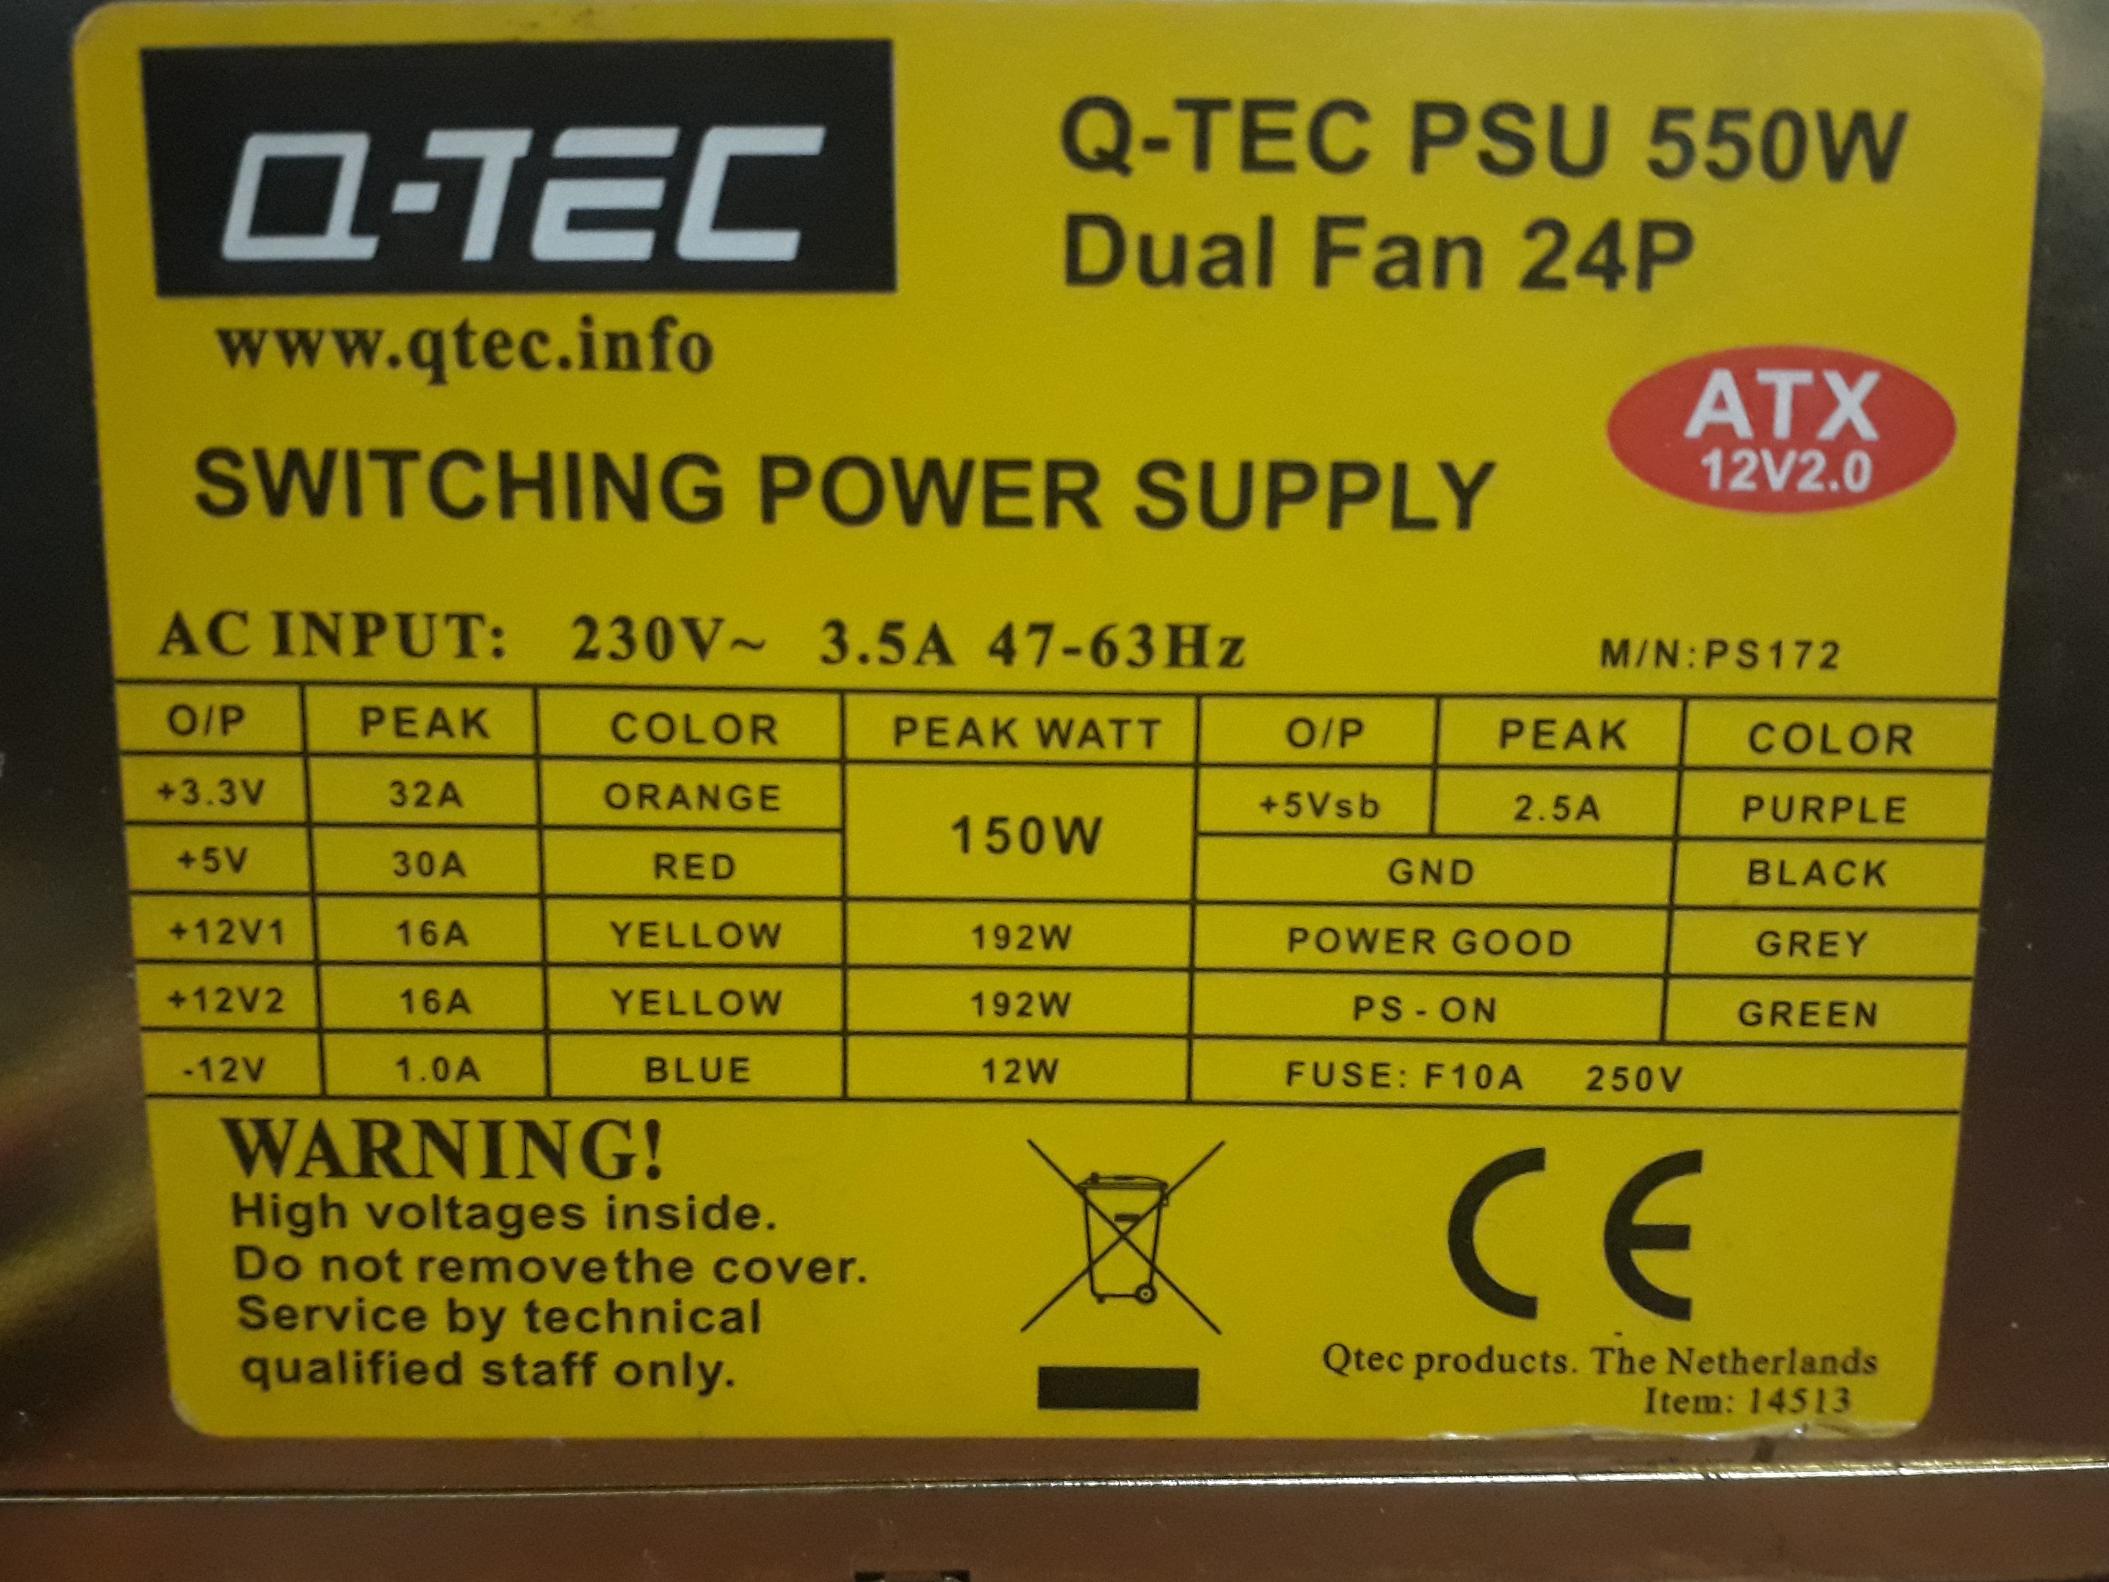 Q-TEC
Q-TEC PSU 550W
Dual Fan 24P
www.qtec.info
ATX
12V2.0
SWITCHING POWER SUPPLY
AC INPUT: 230V~ 3.5A 47-63Hz
M/N:PS172
O/P PEAK COLOR PEAK WATT O/P PEAK COLOR
+3.3V 32A ORANGE 150W +5Vsb 2.5A PURPLE
+5V 30A RED GND BLACK
+12V1 16A YELLOW 192W POWER GOOD GREY
+12V2 16A YELLOW 192W PS - ON GREEN
-12V 1.0A BLUE 12W FUSE: F10A 250V
WARNING!
High voltages inside.
Do not removethe cover.
Service by technical
qualified staff only.
CE
Qtec products. The Netherlands
Item: 14513